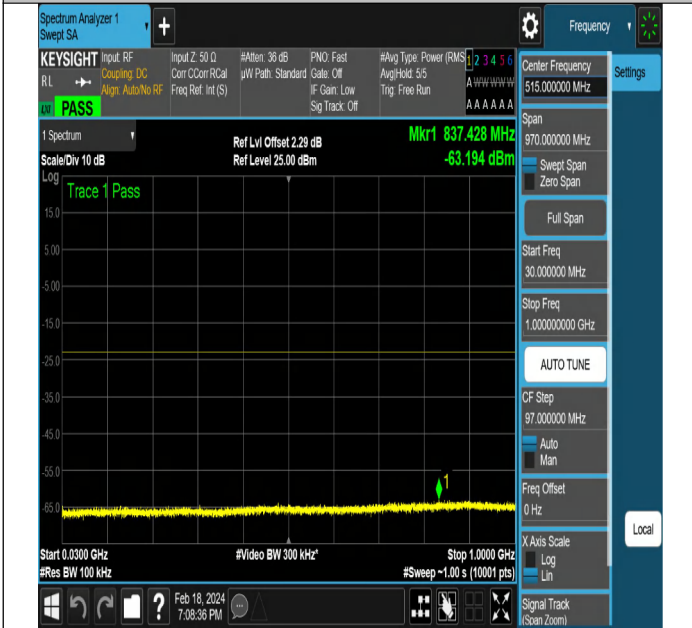 Spectrum Analyzer 1
Swept SA
+
Frequency
KEYSIGHT
RL
LXI
PASS
Input: RF
Coupling: DC
Align: Auto/No RF
Input Z: 50 Ω
Corr CCorr RCal
Freq Ref: Int (S)
#Atten: 36 dB
µW Path: Standard
PNO: Fast
Gate: Off
IF Gain: Low
Sig Track: Off
#Avg Type: Power (RMS
Avg|Hold: 5/5
Trig: Free Run
1 2 3 4 5 6
A W W W W W
A A A A A A
1 Spectrum
Scale/Div 10 dB
Ref Lvl Offset 2.29 dB
Ref Level 25.00 dBm
Mkr1 837.428 MHz
-63.194 dBm
Log
Trace 1 Pass
15.0
5.00
-5.00
-15.0
-25.0
-35.0
-45.0
-55.0
-65.0
1
Start 0.0300 GHz
#Res BW 100 kHz
#Video BW 300 kHz*
Stop 1.0000 GHz
#Sweep ~1.00 s (10001 pts)
?
Feb 18, 2024
7:08:36 PM
Center Frequency
515.000000 MHz
Span
970.000000 MHz
Swept Span
Zero Span
Full Span
Start Freq
30.000000 MHz
Stop Freq
1.000000000 GHz
AUTO TUNE
CF Step
97.000000 MHz
Auto
Man
Freq Offset
0 Hz
X Axis Scale
Log
Lin
Signal Track
(Span Zoom)
Settings
Local